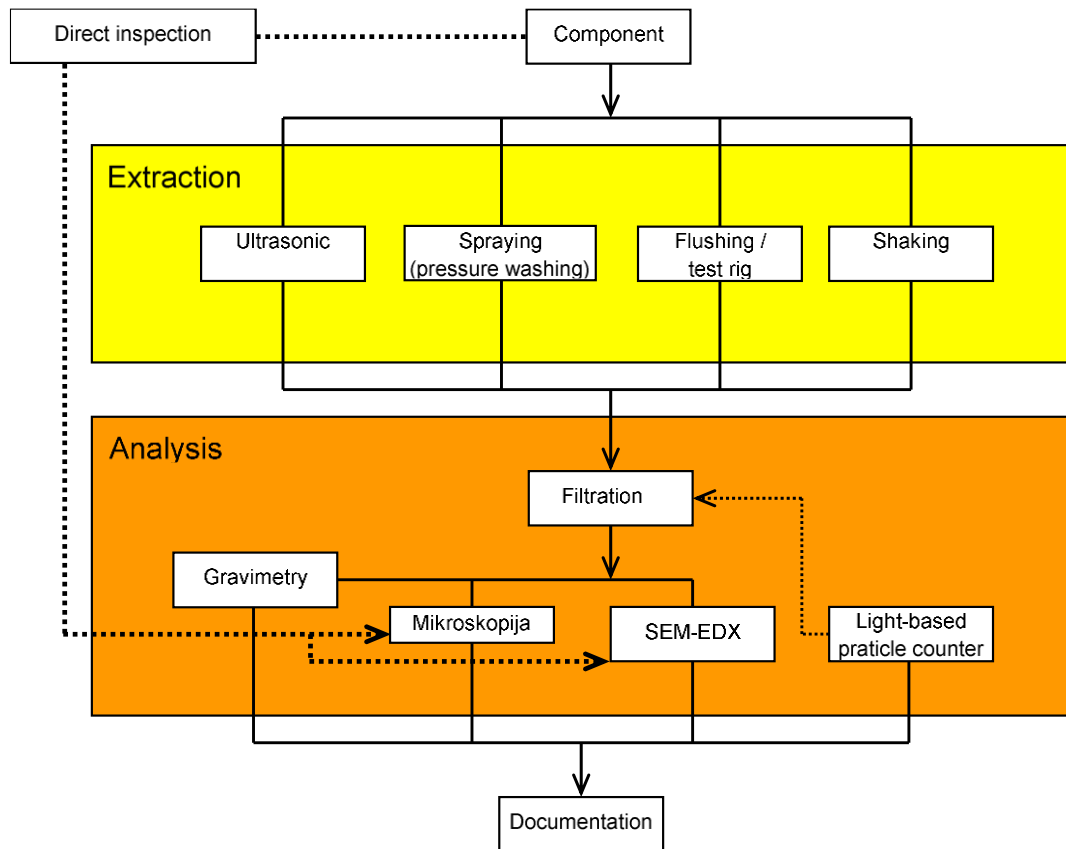 Direct inspection
Component
Extraction
Ultrasonic
Spraying
(pressure washing)
Flushing /
test rig
Shaking
Analysis
Filtration
Gravimetry
Mikroskopija
SEM-EDX
Light-based
praticle counter
Documentation